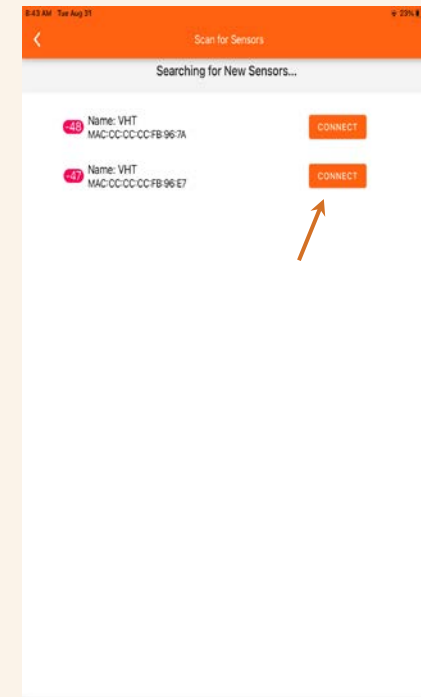 8:43 AM Tue Aug 31
23%
Scan for Sensors
Searching for New Sensors...
-48
Name: VHT
MAC:CC:CC:CC:FB:96:7A
CONNECT
-47
Name: VHT
MAC:CC:CC:CC:FB:96:E7
CONNECT